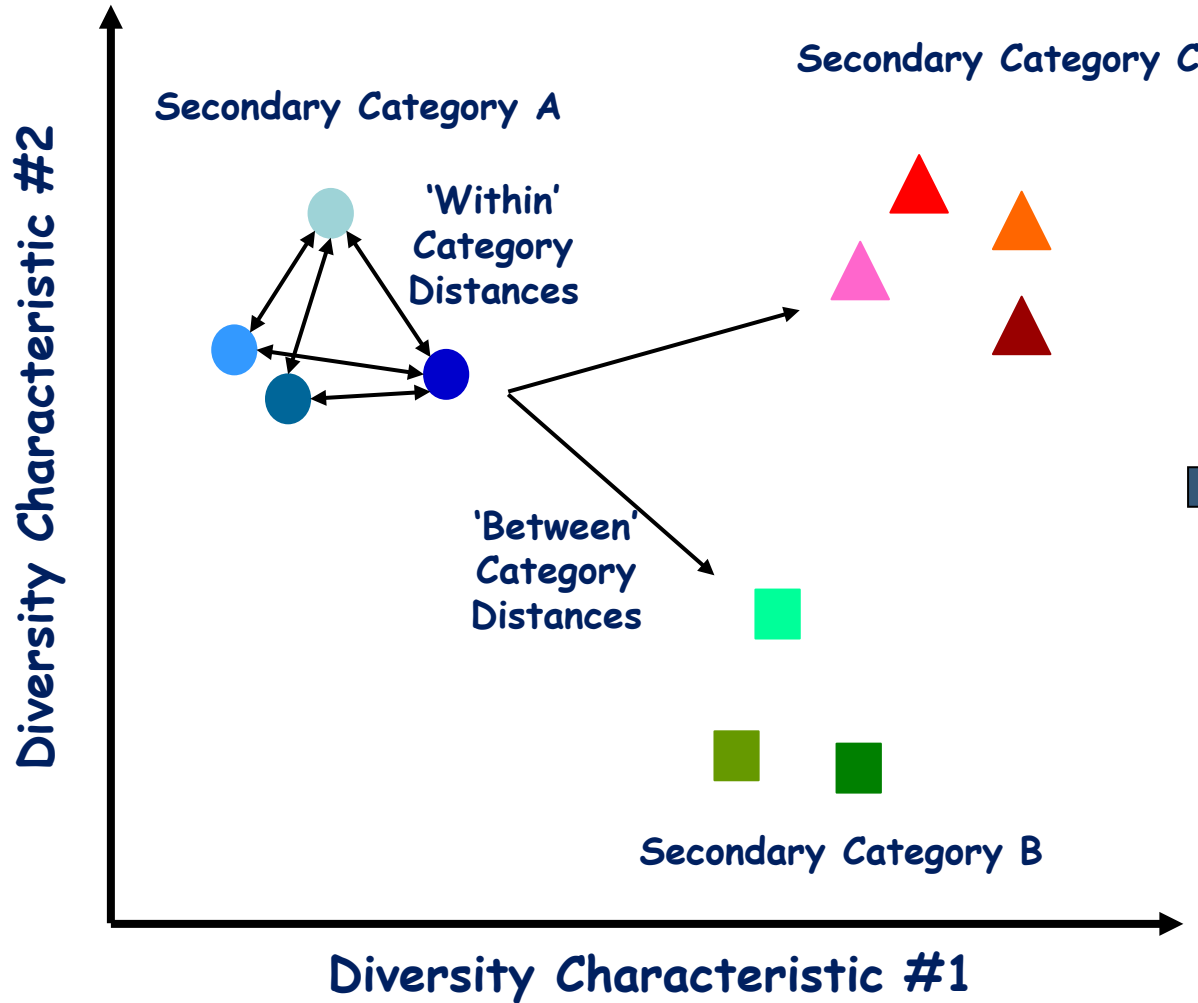 Secondary Category C
Secondary Category A
‘Within’
Category
Distances
Diversity Characteristic #2
‘Between’
Category
Distances
Secondary Category B
Diversity Characteristic #1